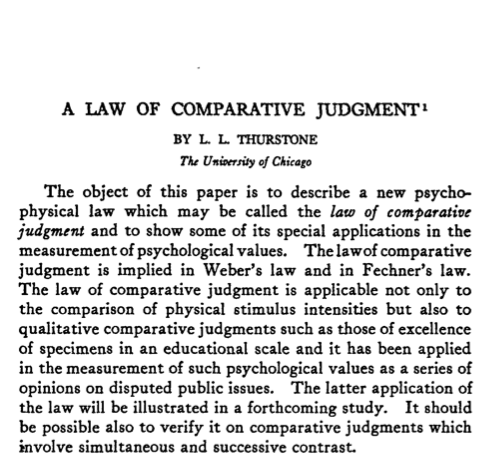 A LAW OF COMPARATIVE JUDGMENT¹
BY L. L. THURSTONE
The University of Chicago
The object of this paper is to describe a new psycho-
physical law which may be called the law of comparative
judgment and to show some of its special applications in the
measurement of psychological values. The law of comparative
judgment is implied in Weber's law and in Fechner's law.
The law of comparative judgment is applicable not only to
the comparison of physical stimulus intensities but also to
qualitative comparative judgments such as those of excellence
of specimens in an educational scale and it has been applied
in the measurement of such psychological values as a series of
opinions on disputed public issues. The latter application of
the law will be illustrated in a forthcoming study. It should
be possible also to verify it on comparative judgments which
involve simultaneous and successive contrast.